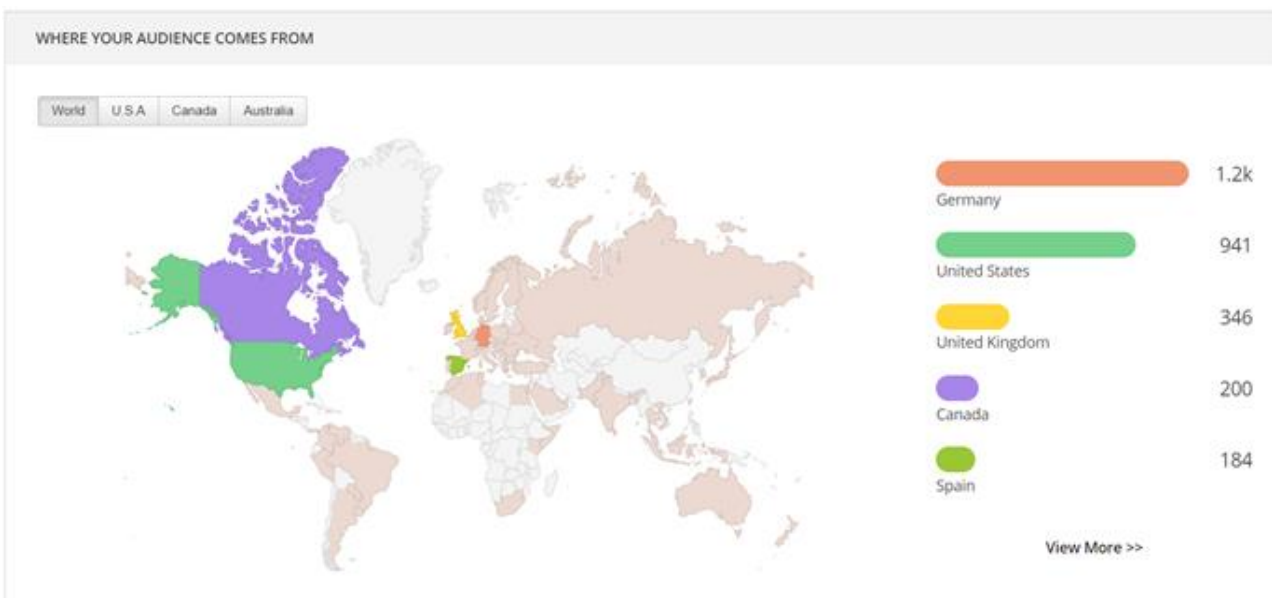 WHERE YOUR AUDIENCE COMES FROM
World U.S.A Canada Australia
1.2k
Germany
941
United States
346
United Kingdom
200
Canada
184
Spain
View More >>